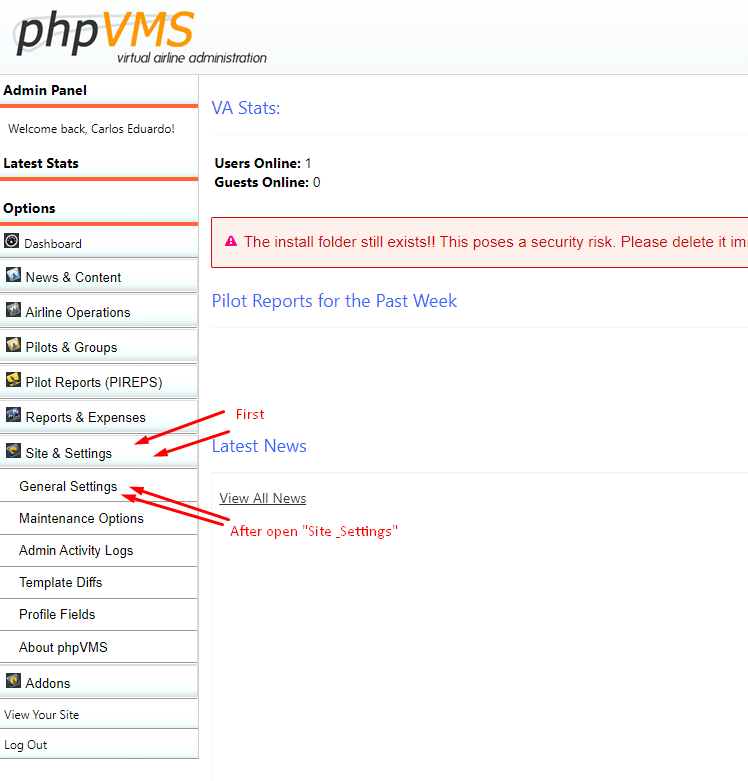 phpVMS
virtual airline administration
Admin Panel
Welcome back, Carlos Eduardo!
Latest Stats
Options
Dashboard
News & Content
Airline Operations
Pilots & Groups
Pilot Reports (PIREPS)
Reports & Expenses
Site & Settings
General Settings
Maintenance Options
Admin Activity Logs
Template Diffs
Profile Fields
About phpVMS
Addons
View Your Site
Log Out
VA Stats:
Users Online: 1
Guests Online: 0
The install folder still exists!! This poses a security risk. Please delete it im
Pilot Reports for the Past Week
First
Latest News
View All News
After open "Site _Settings"